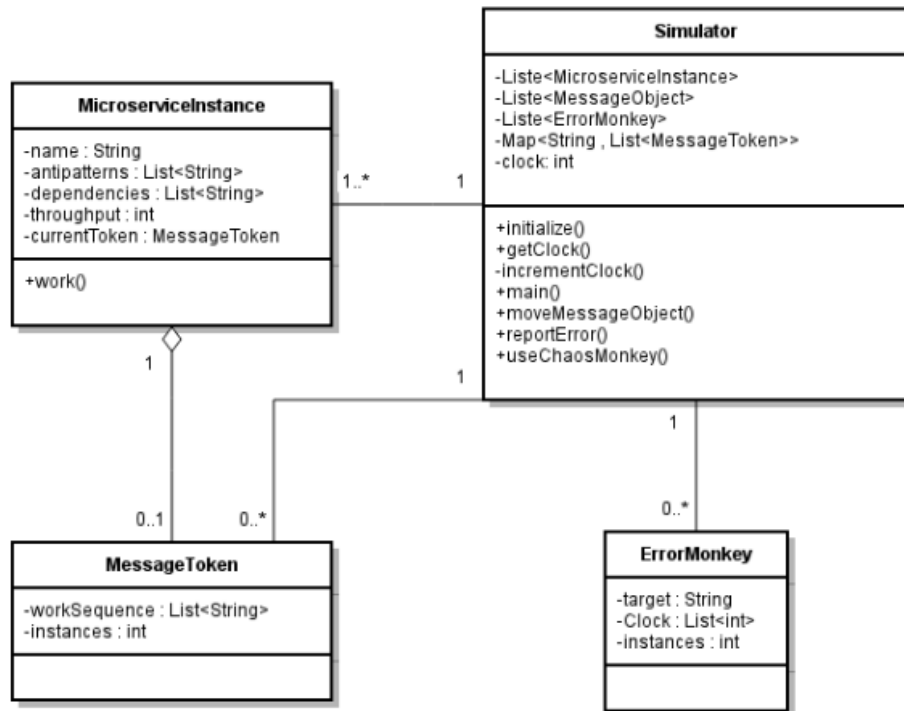 Simulator
-Liste<MicroserviceInstance>
-Liste<MessageObject>
-Liste<ErrorMonkey>
-Map<String , List<MessageToken>>
-clock: int
+initialize()
+getClock()
-incrementClock()
+main()
+moveMessageObject()
+reportError()
+useChaosMonkey()
MicroserviceInstance
-name : String
-antipatterns : List<String>
-dependencies : List<String>
-throughput : int
-currentToken : MessageToken
+work()
1..*
1
1
1
1
0..1
0..*
0..*
MessageToken
-workSequence : List<String>
-instances : int
ErrorMonkey
-target : String
-Clock : List<int>
-instances : int